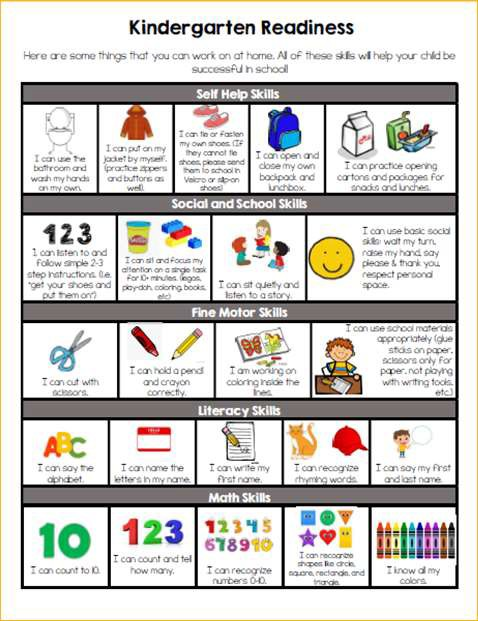 Kindergarten Readiness
Here are some things that you can work on at home. All of these skills will help your child be
successful in school!
Self Help Skills
I can use the
bathroom and
wash my hands
on my own.
I can put on my
jacket by myself.
(practice zippers
and buttons as
well).
I can tie or fasten
my own shoes. (If
they cannot tie
shoes, please
send them to
school in
Velcro or slip-on
shoes)
I can open and
close my own
backpack and
lunchbox.
I can practice opening
cartons and packages for
snacks and lunches.
Social and School Skills
123
I can listen to and
follow simple 2-3
step instructions. (i.e.
"get your shoes and
put them on")
Play-Doh
I can sit and focus my
attention on a single task
for 10+ minutes. (legos,
play-doh, coloring, books,
etc)
I can sit quietly and
listen to a story.
I can use basic social
skills: wait my turn,
raise my hand, say
please & thank you,
respect personal
space.
Fine Motor Skills
I can cut with
scissors.
I can hold a pencil
and crayon
correctly.
I am working on
coloring inside the
lines.
I can use school materials
appropriately (glue
sticks on paper,
scissors only for
paper, not playing
with writing tools,
etc.)
Literacy Skills
ABC
I can say the
alphabet.
I can name the
letters in my name.
I can write my
first name.
I can recognize
rhyming words.
I can say my first
and last name.
Math Skills
10
I can count to 10.
123
I can count and tell
how many.
1 2 3 4 5
6 7 8 9 10
I can recognize
numbers 0-10.
I can recognize
shapes like circle,
square, rectangle, and
triangle.
I know all my
colors.